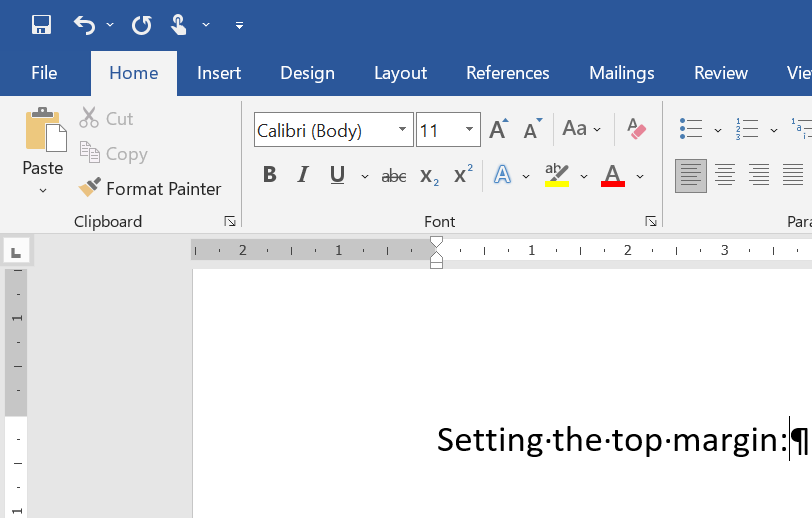 File Home Insert Design Layout References Mailings Review
Calibri (Body) 11 A A Aa A
Cut
Copy
Paste
Format Painter
B I U abc X₂ X² A ab A
Clipboard Font
L 2 1 1 2 3
1
Setting·the·top·margin:¶
1